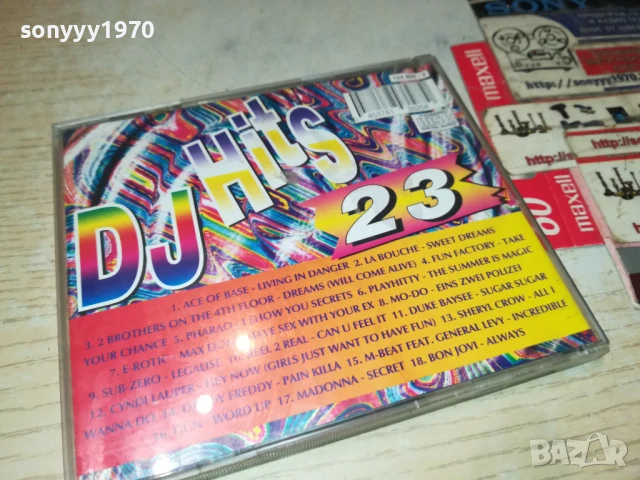 sonyyy1970
SONY
maxell
http://sonyyy1970
DJ Hits
23
1. ACE OF BASE - LIVING IN DANGER 2. LA BOUCHE - SWEET DREAMS
3. 2 BROTHERS ON THE 4TH FLOOR - DREAMS (WILL COME ALIVE) 4. FUN FACTORY - TAKE
YOUR CHANCE 5. PHARAO - I SHOW YOU SECRETS 6. PLAYHITTY - THE SUMMER IS MAGIC
7. E-ROTIC - MAX DON'T HAVE SEX WITH YOUR EX 8. MO-DO - EINS ZWEI POLIZEI
9. SUB-ZERO - LEGAUSE 10. REEL 2 REAL - CAN U FEEL IT 11. DUKE BAYSEE - SUGAR SUGAR
12. CYNDI LAUPER - HEY NOW (GIRLS JUST WANT TO HAVE FUN) 13. SHERYL CROW - ALL I
WANNA DO 14. FREDDY - PAIN KILLA 15. M-BEAT FEAT. GENERAL LEVY - INCREDIBLE
16. GUN - WORD UP 17. MADONNA - SECRET 18. BON JOVI - ALWAYS
maxell
90
BAZAR
bg